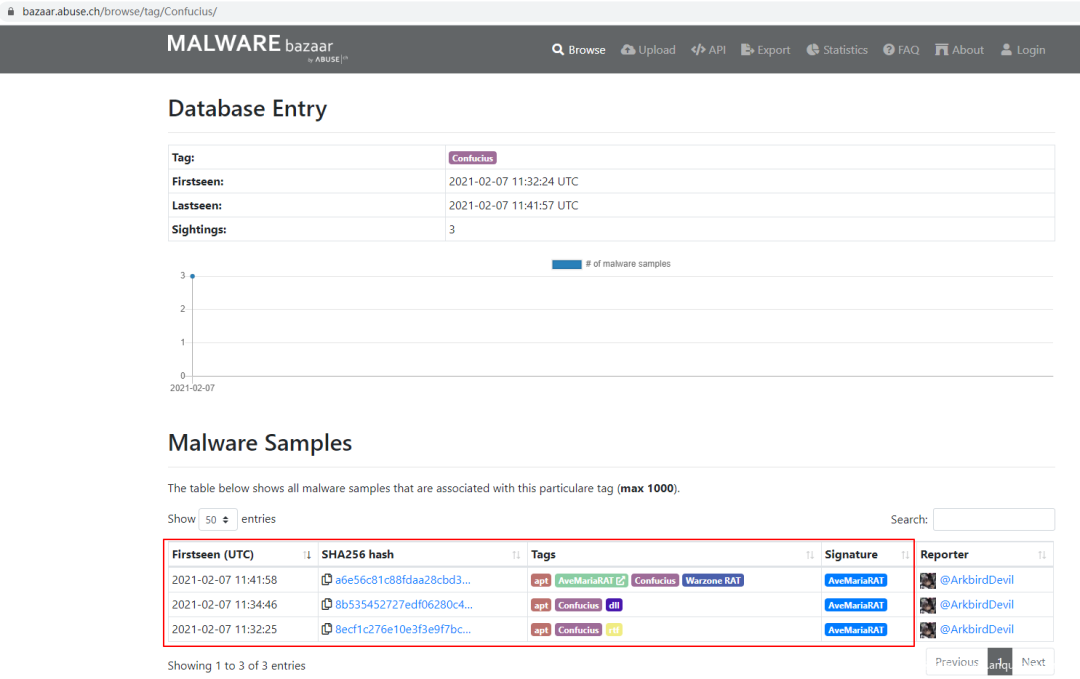 bazaar.abuse.ch/browse/tag/Confucius/
MALWARE bazaar
by ABUSE|ch
Browse Upload API Export Statistics FAQ About Login
Database Entry
Tag: Confucius
Firstseen: 2021-02-07 11:32:24 UTC
Lastseen: 2021-02-07 11:41:57 UTC
Sightings: 3
# of malware samples
3
2
1
0
2021-02-07
Malware Samples
The table below shows all malware samples that are associated with this particulare tag (max 1000).
Show 50 entries Search:
Firstseen (UTC) SHA256 hash Tags Signature Reporter
2021-02-07 11:41:58 a6e56c81c88fdaa28cbd3... apt AveMariaRAT Confucius Warzone RAT AveMariaRAT @ArkbirdDevil
2021-02-07 11:34:46 8b535452727edf06280c4... apt Confucius dll AveMariaRAT @ArkbirdDevil
2021-02-07 11:32:25 8ecf1c276e10e3f3e9f7bc... apt Confucius rtf AveMariaRAT @ArkbirdDevil
Showing 1 to 3 of 3 entries Previous 1 Next